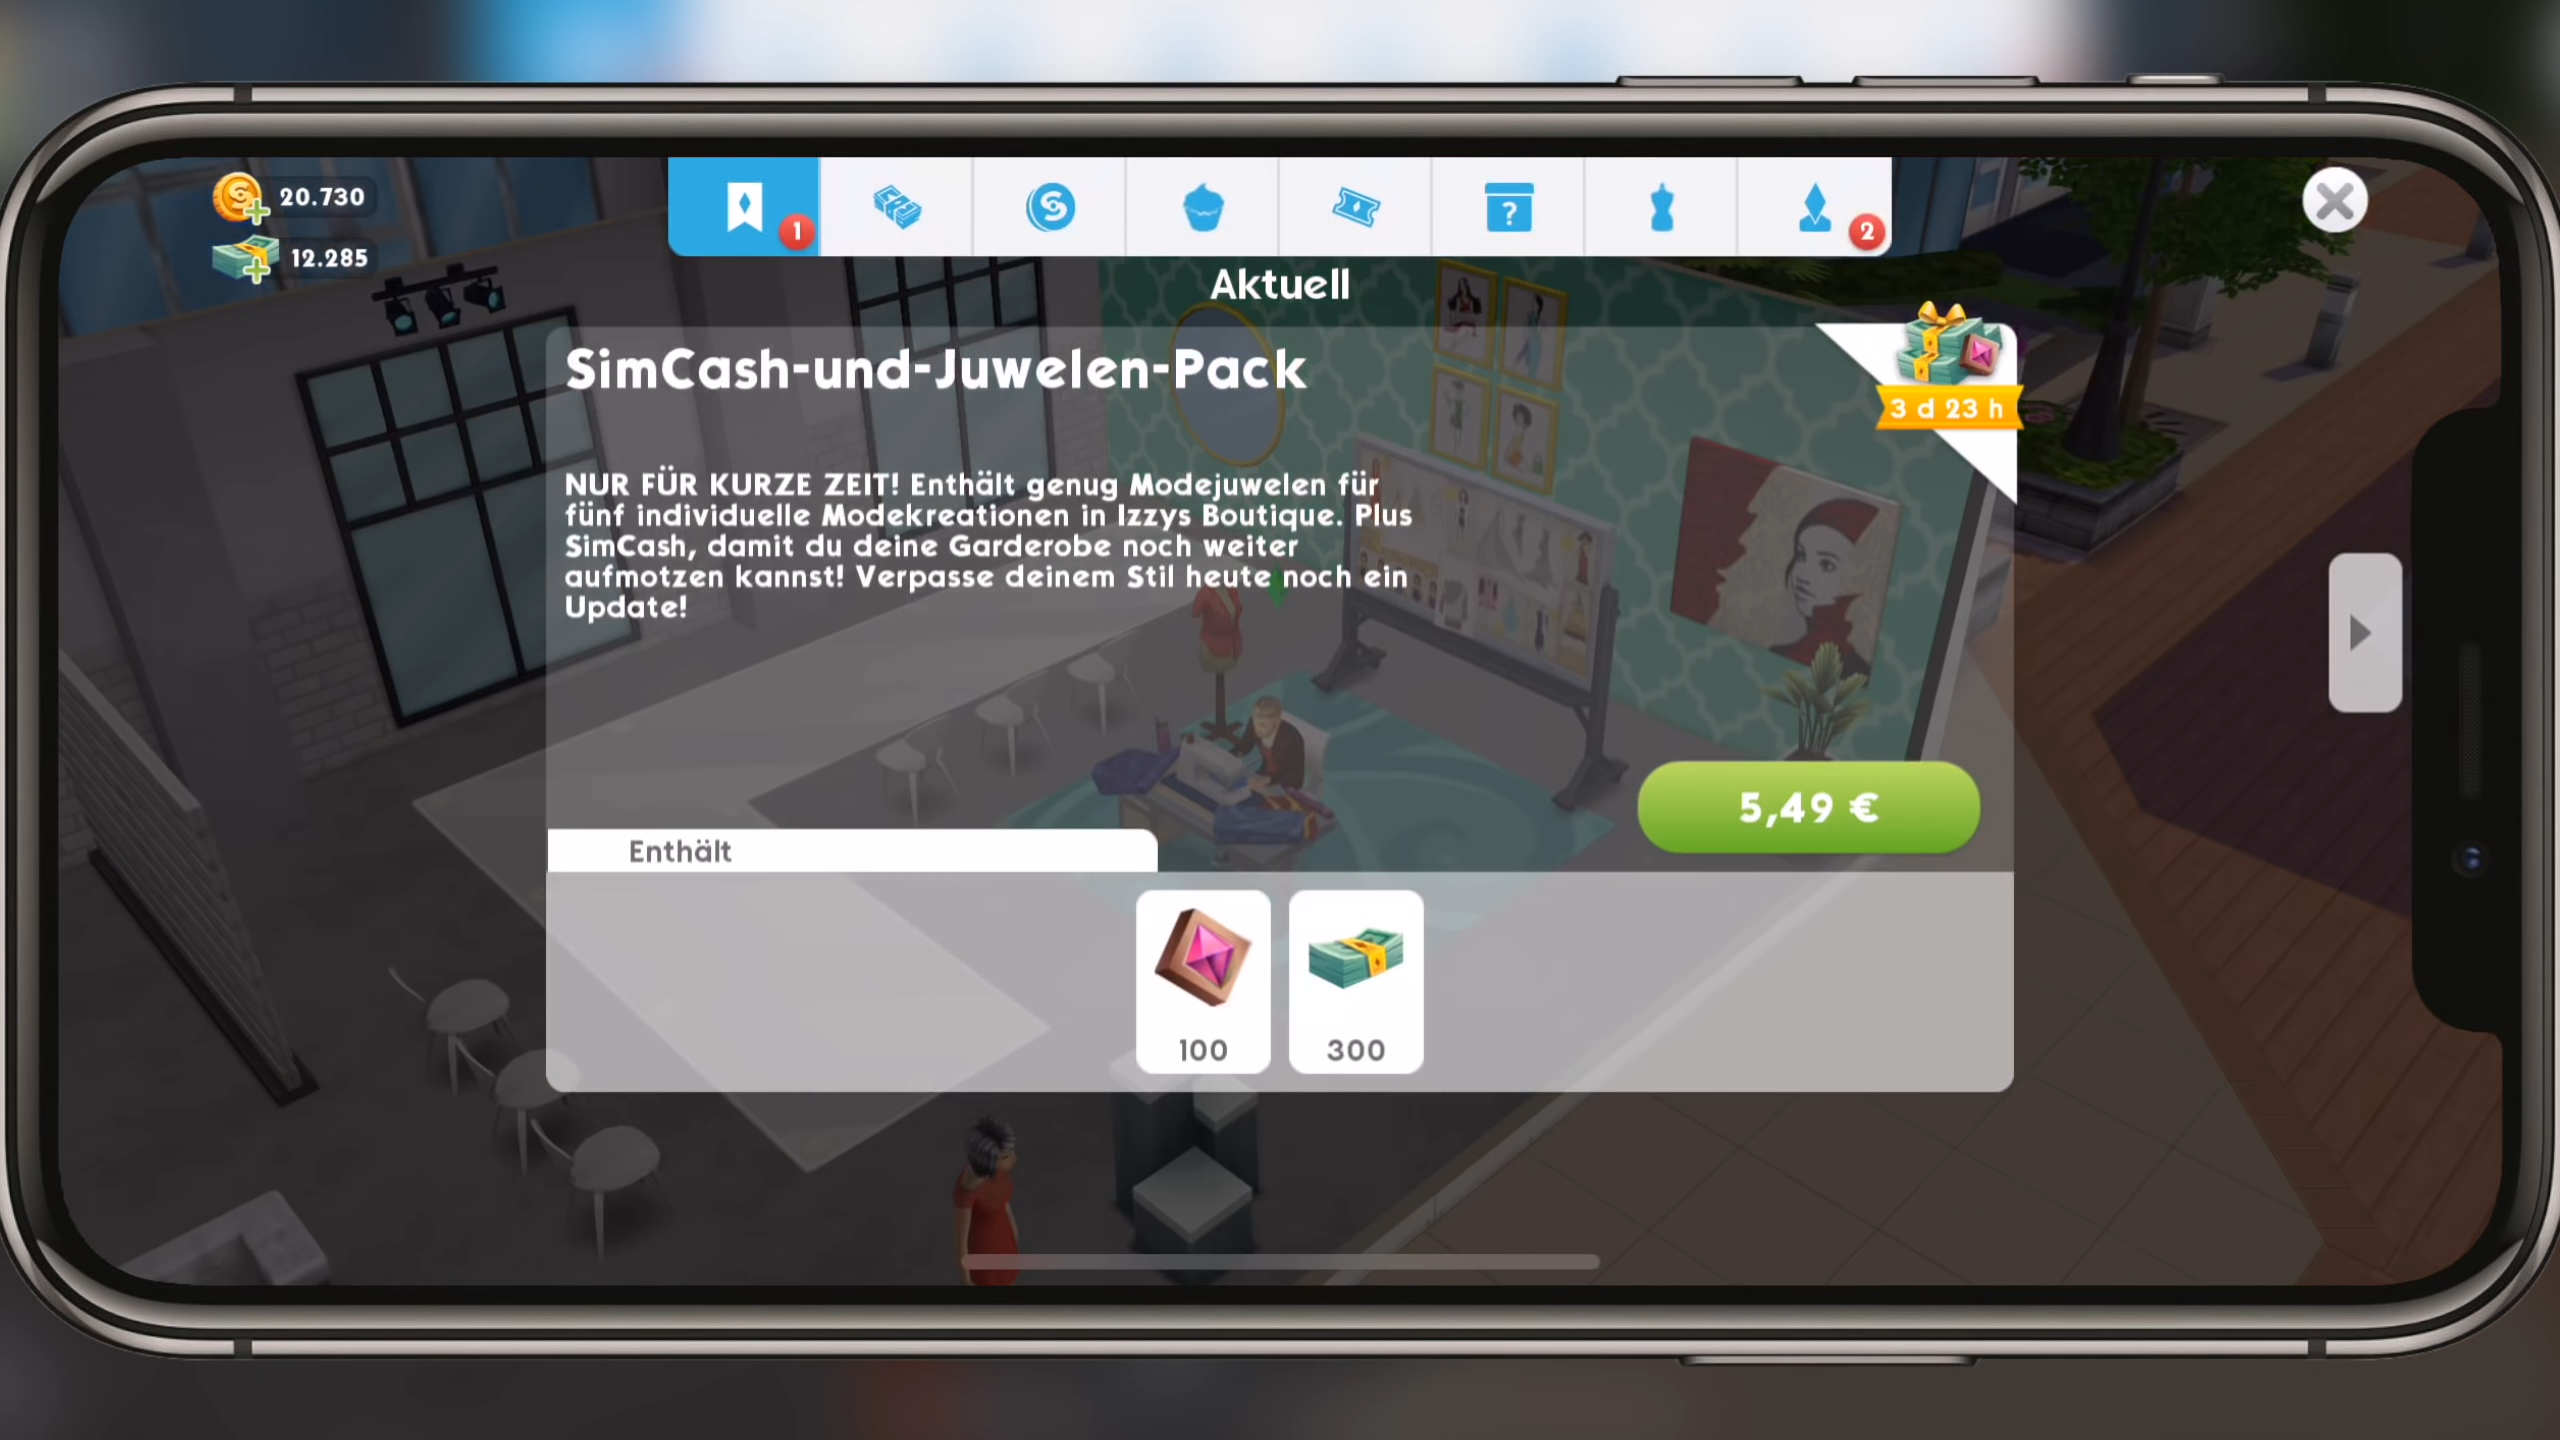 20.730
12.285
1
?
2
Aktuell
SimCash-und-Juwelen-Pack
3 d 23 h
NUR FÜR KURZE ZEIT! Enthält genug Modejuwelen für
fünf individuelle Modekreationen in Izzys Boutique. Plus
SimCash, damit du deine Garderobe noch weiter
aufmotzen kannst! Verpasse deinem Stil heute noch ein
Update!
5,49 €
Enthält
100
300